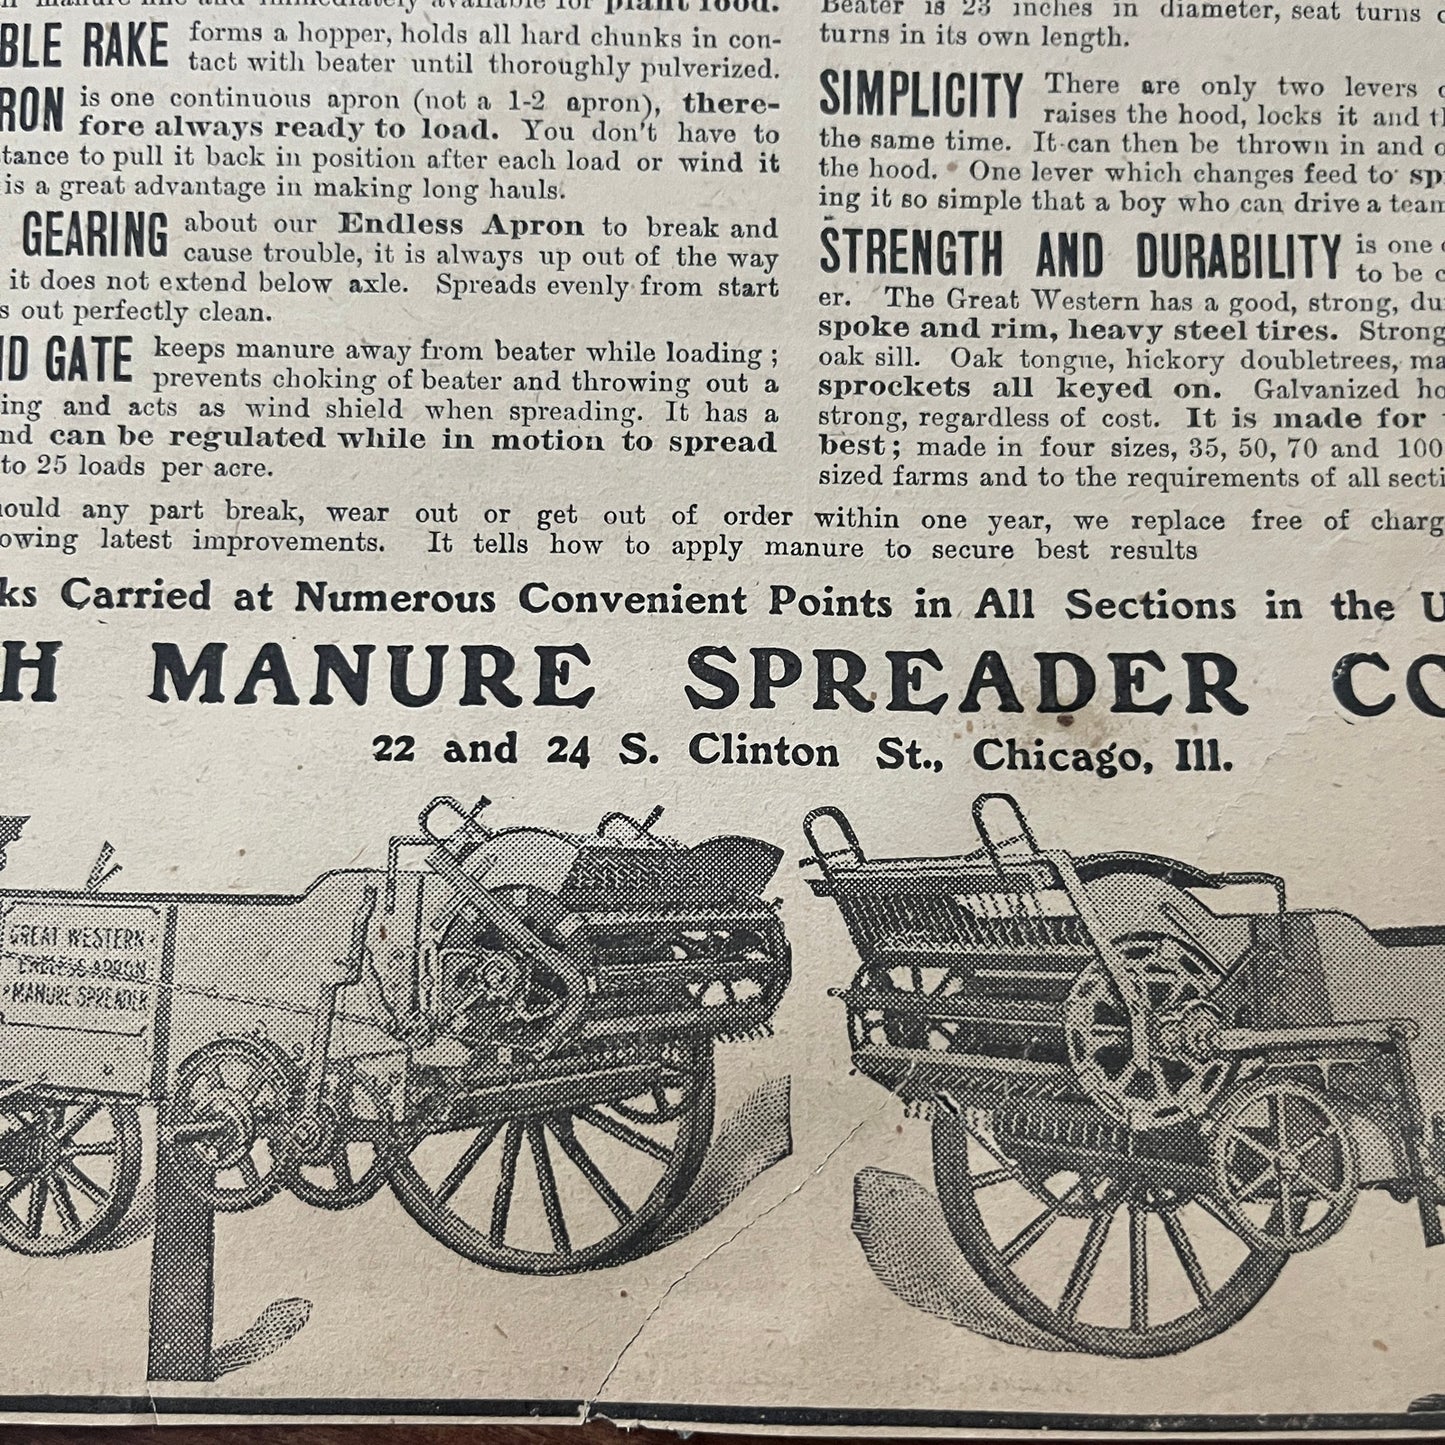 plant food.
BLE RAKE forms a hopper, holds all hard chunks in con-
tact with beater until thoroughly pulverized.
RON is one continuous apron (not a 1-2 apron), there-
fore always ready to load. You don't have to
tance to pull it back in position after each load or wind it
is a great advantage in making long hauls.
GEARING about our Endless Apron to break and
cause trouble, it is always up out of the way
it does not extend below axle. Spreads evenly from start
s out perfectly clean.
ND GATE keeps manure away from beater while loading;
prevents choking of beater and throwing out a
ing and acts as wind shield when spreading. It has a
nd can be regulated while in motion to spread
to 25 loads per acre.
Beater is 23 inches in diameter, seat turns
turns in its own length.
SIMPLICITY There are only two levers
raises the hood, locks it and
the same time. It can then be thrown in and
the hood. One lever which changes feed to
ing it so simple that a boy who can drive a team
STRENGTH AND DURABILITY is one
to be
er. The Great Western has a good, strong,
spoke and rim, heavy steel tires. Strong
oak sill. Oak tongue, hickory doubletrees,
sprockets all keyed on. Galvanized
strong, regardless of cost. It is made for
best; made in four sizes, 35, 50, 70 and 100
sized farms and to the requirements of all
ould any part break, wear out or get out of order within one year, we replace free of charg
owing latest improvements. It tells how to apply manure to secure best results
ks Carried at Numerous Convenient Points in All Sections in the U
H MANURE SPREADER CO
22 and 24 S. Clinton St., Chicago, Ill.
GREAT WESTERN
ENDLESS APRON
MANURE SPREADER